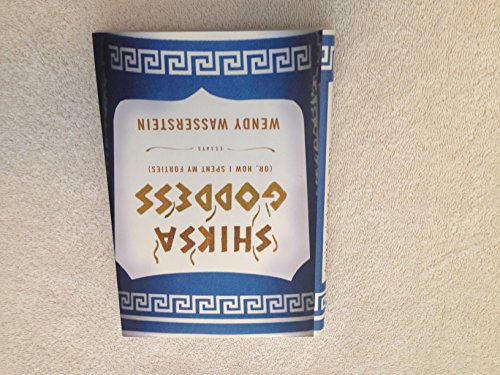 SHIKSA
GODDESS
(OR, HOW I SPENT MY FORTIES)
ESSAYS
WENDY WASSERSTEIN